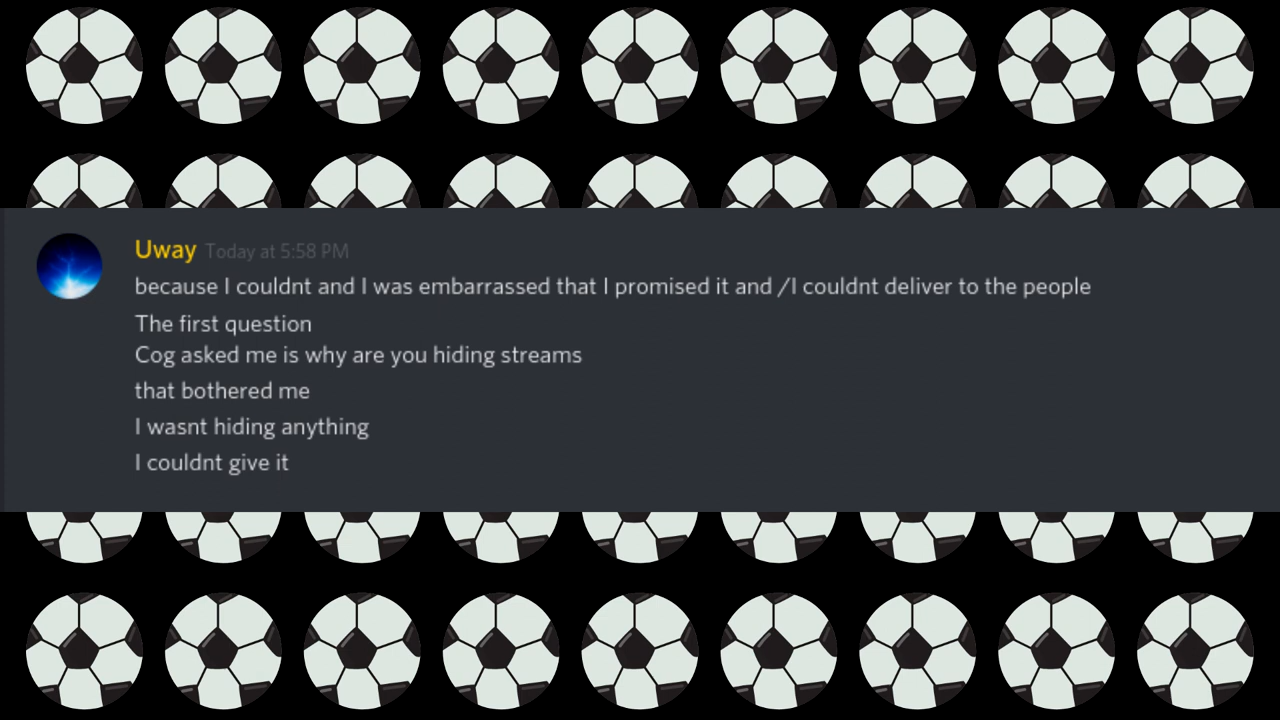 Uway Today at 5:58 PM
because I couldnt and I was embarrassed that I promised it and /I couldnt deliver to the people
The first question
Cog asked me is why are you hiding streams
that bothered me
I wasnt hiding anything
I couldnt give it